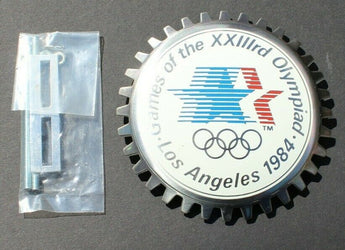 Games of the XXIIIrd Olympiad
TM
Los Angeles 1984